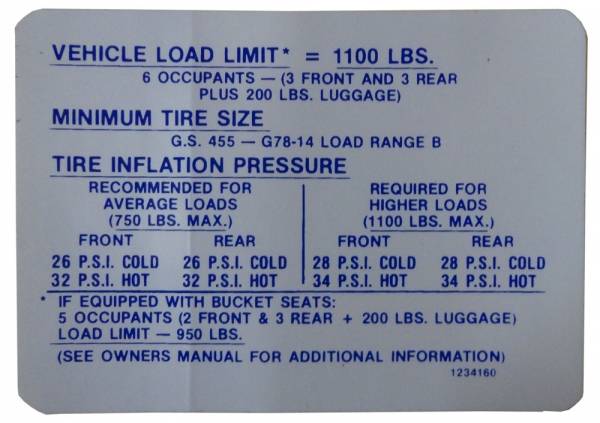 VEHICLE LOAD LIMIT* = 1100 LBS.
6 OCCUPANTS — (3 FRONT AND 3 REAR
PLUS 200 LBS. LUGGAGE)
MINIMUM TIRE SIZE
G.S. 455 — G78-14 LOAD RANGE B
TIRE INFLATION PRESSURE
RECOMMENDED FOR REQUIRED FOR
AVERAGE LOADS HIGHER LOADS
(750 LBS. MAX.) (1100 LBS. MAX.)
FRONT REAR FRONT REAR
26 P.S.I. COLD 26 P.S.I. COLD 28 P.S.I. COLD 28 P.S.I. COLD
32 P.S.I. HOT 32 P.S.I. HOT 34 P.S.I. HOT 34 P.S.I. HOT
* IF EQUIPPED WITH BUCKET SEATS:
5 OCCUPANTS (2 FRONT & 3 REAR + 200 LBS. LUGGAGE)
LOAD LIMIT — 950 LBS.
(SEE OWNERS MANUAL FOR ADDITIONAL INFORMATION)
1234160